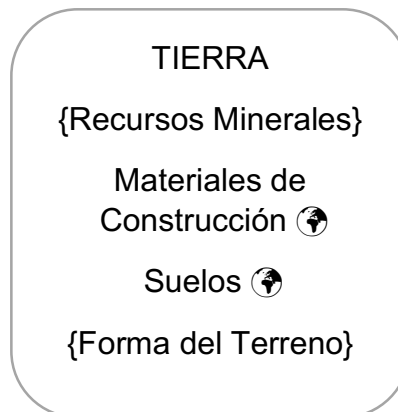 TIERRA
{Recursos Minerales}
Materiales de
Construcción 🌍
Suelos 🌍
{Forma del Terreno}